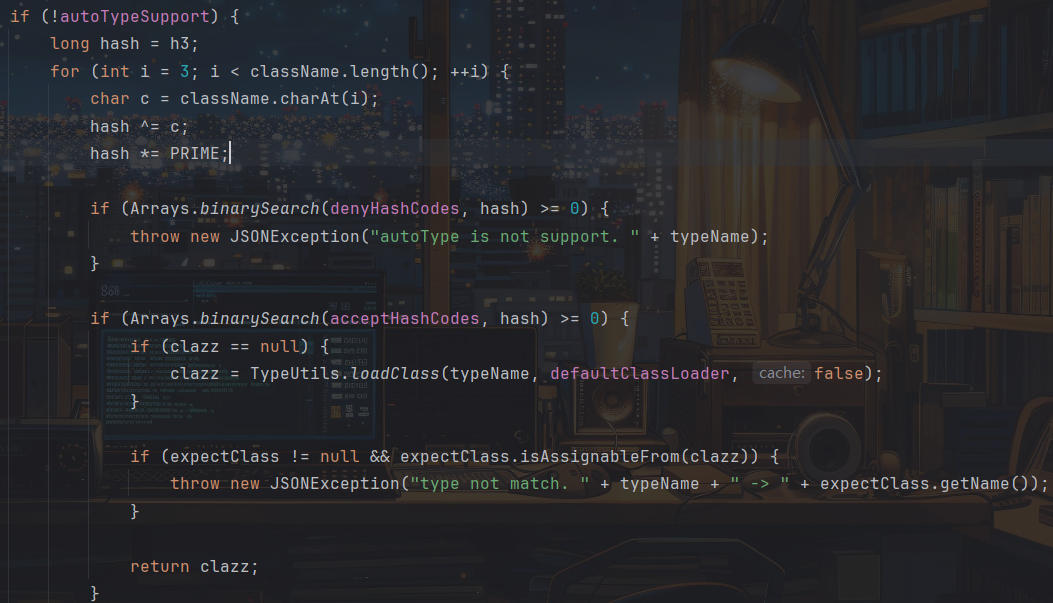 if (!autoTypeSupport) {
long hash = h3;
for (int i = 3; i < className.length(); ++i) {
char c = className.charAt(i);
hash ^= c;
hash *= PRIME;
if (Arrays.binarySearch(denyHashCodes, hash) >= 0) {
throw new JSONException("autoType is not support. " + typeName);
}
if (Arrays.binarySearch(acceptHashCodes, hash) >= 0) {
if (clazz == null) {
clazz = TypeUtils.loadClass(typeName, defaultClassLoader, cache: false);
}
if (expectClass != null && expectClass.isAssignableFrom(clazz)) {
throw new JSONException("type not match. " + typeName + " -> " + expectClass.getName());
}
return clazz;
}